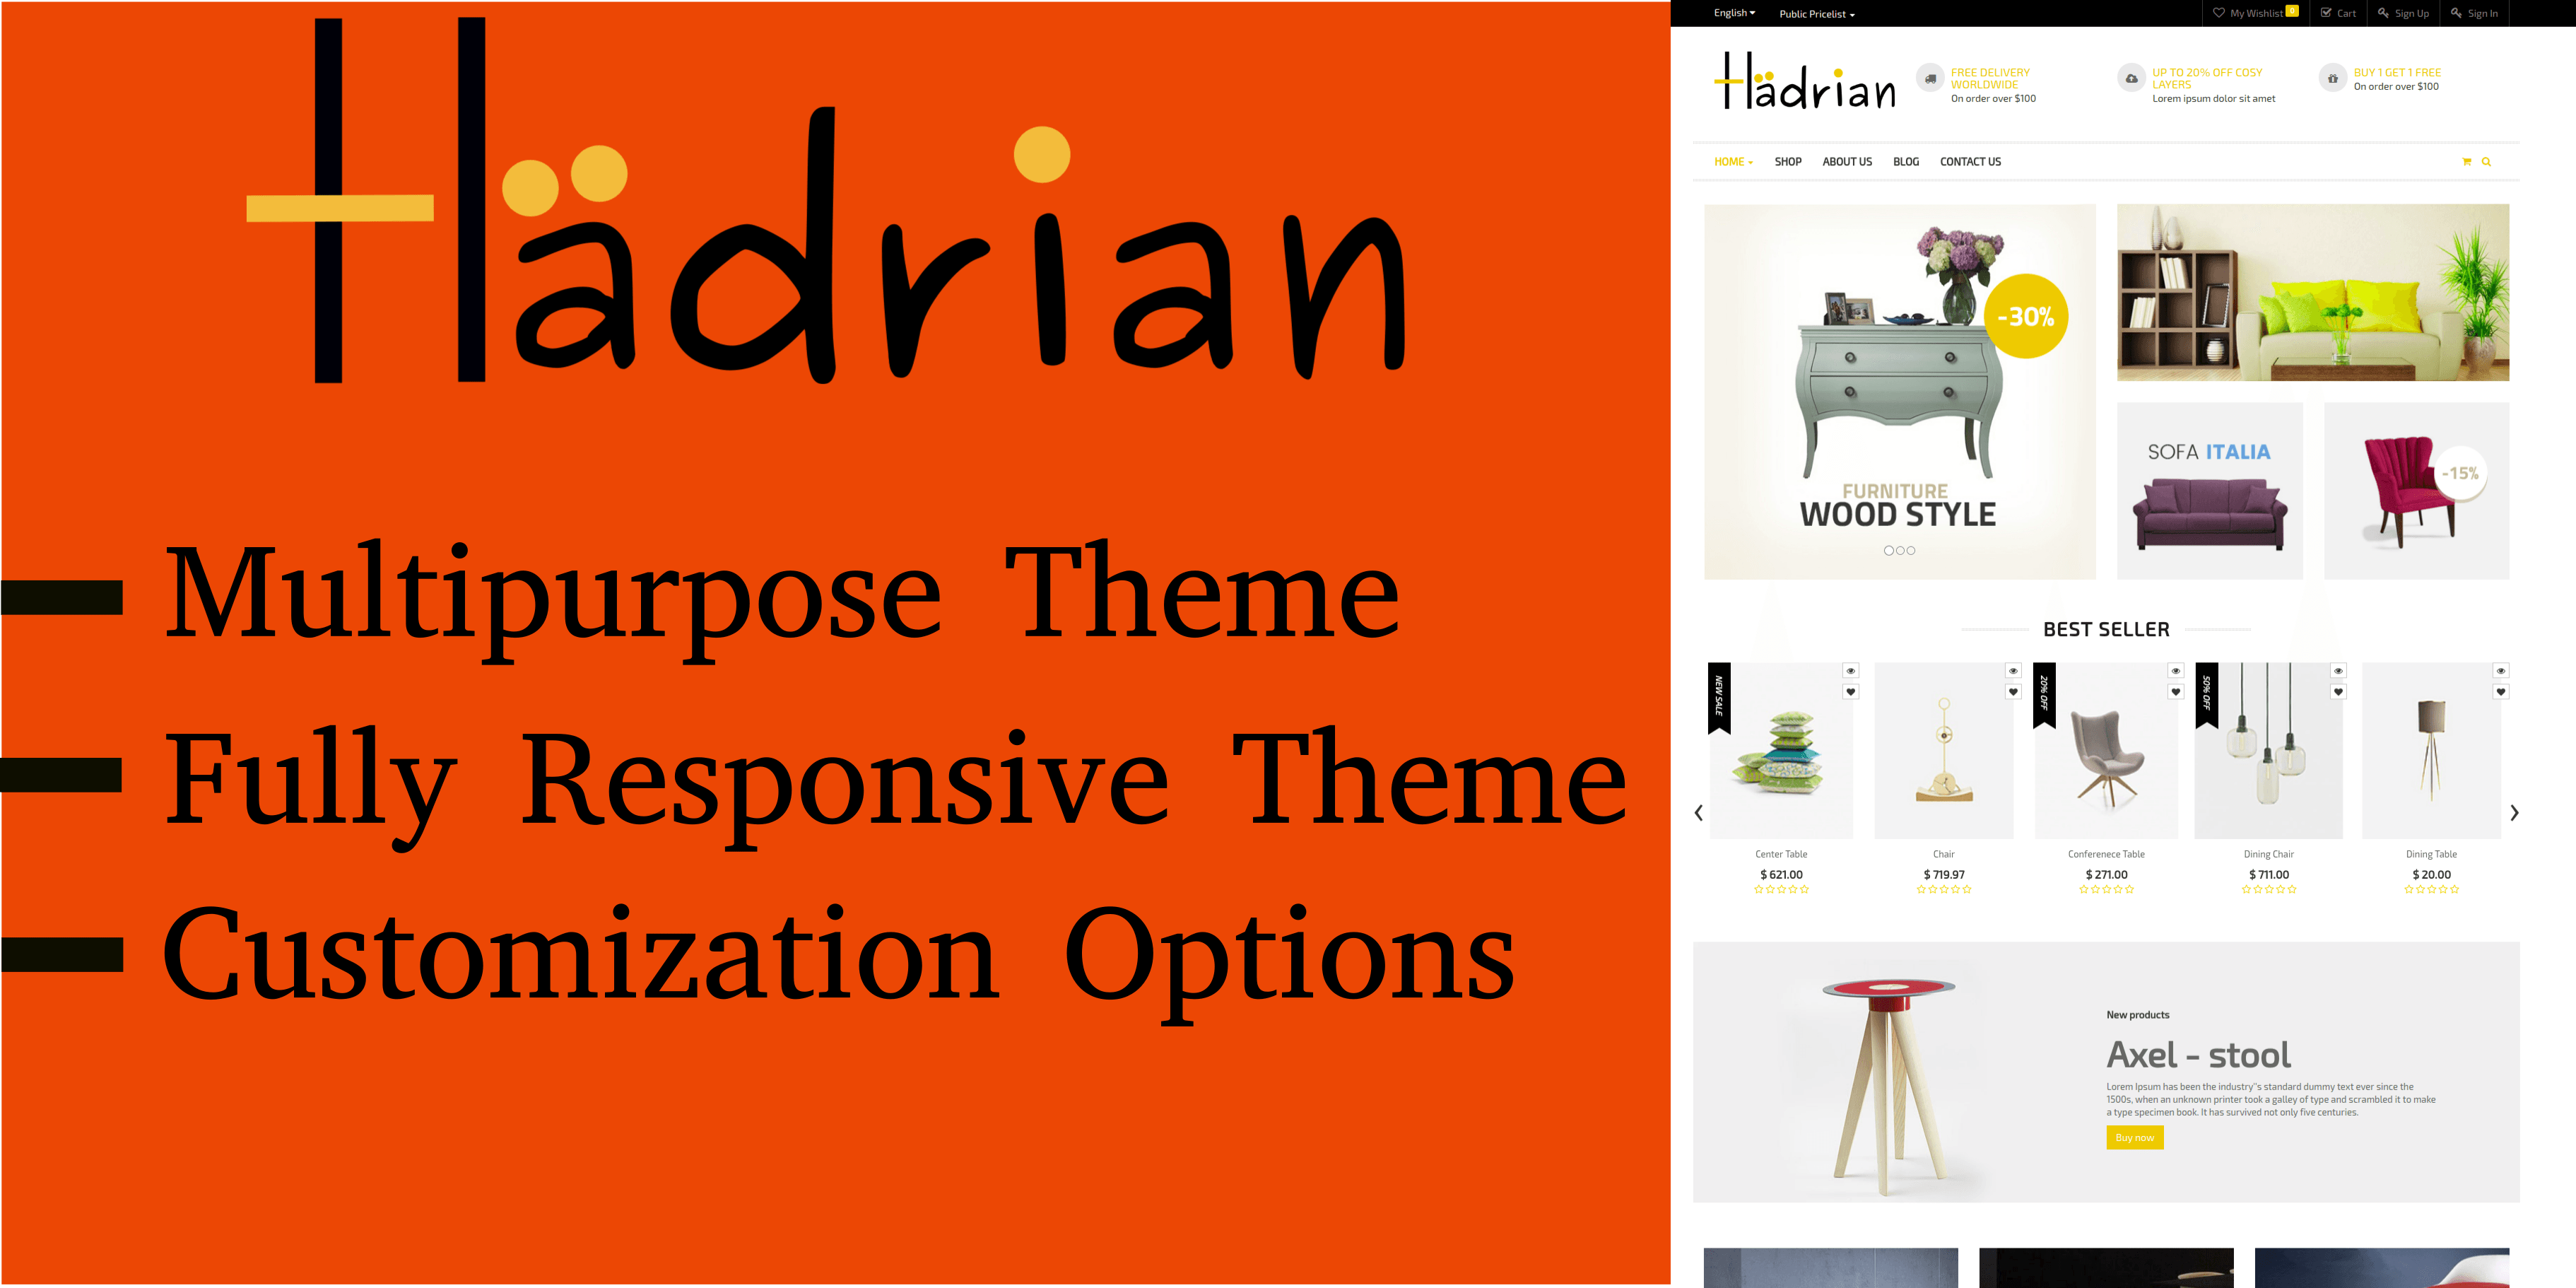 Hädrian
Multipurpose Theme
Fully Responsive Theme
Customization Options
English
Public Pricelist
My Wishlist 0
Cart
Sign Up
Sign In
Hädrian
FREE DELIVERY
WORLDWIDE
On order over $100
UP TO 20% OFF COSY
LAYERS
Lorem ipsum dolor sit amet
BUY 1 GET 1 FREE
On order over $100
HOME
SHOP
ABOUT US
BLOG
CONTACT US
-30%
FURNITURE
WOOD STYLE
SOFA ITALIA
-15%
BEST SELLER
NEW SALE
20% OFF
50% OFF
Center Table
$ 621.00
Chair
$ 719.97
Conferenece Table
$ 271.00
Dining Chair
$ 711.00
Dining Table
$ 20.00
New products
Axel - stool
Lorem Ipsum has been the industry''s standard dummy text ever since the
1500s, when an unknown printer took a galley of type and scrambled it to make
a type specimen book. It has survived not only five centuries.
Buy now